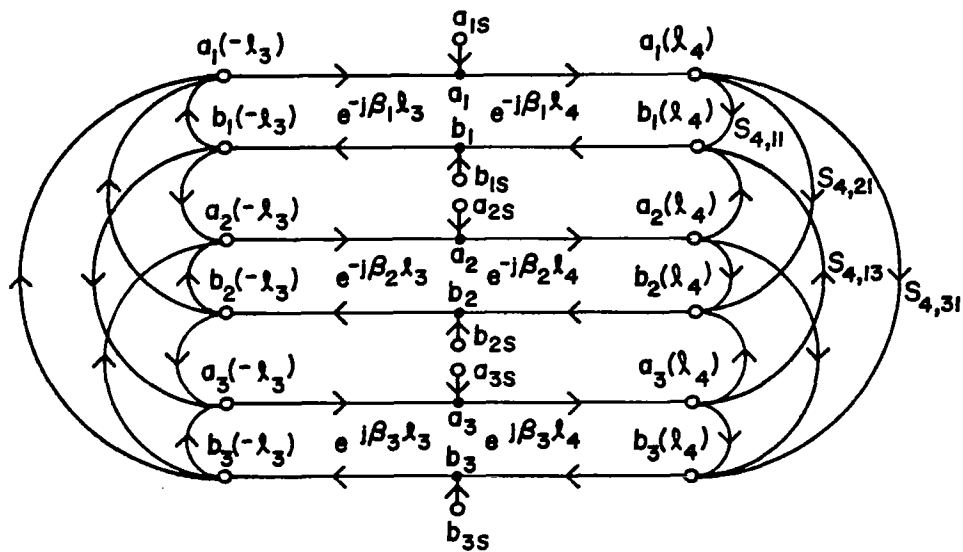 a₁ₛ
a₁(-ℓ₃) a₁(ℓ₄)
e^-jβ₁ℓ₃ a₁ e^-jβ₁ℓ₄
b₁(-ℓ₃) b₁ b₁(ℓ₄) S₄,₁₁
b₁ₛ
a₂ₛ S₄,₂₁
a₂(-ℓ₃) a₂(ℓ₄)
e^-jβ₂ℓ₃ a₂ e^-jβ₂ℓ₄
b₂(-ℓ₃) b₂ b₂(ℓ₄) S₄,₁₃ S₄,₃₁
b₂ₛ
a₃ₛ
a₃(-ℓ₃) a₃(ℓ₄)
e^jβ₃ℓ₃ a₃ e^jβ₃ℓ₄
b₃(-ℓ₃) b₃ b₃(ℓ₄)
b₃ₛ